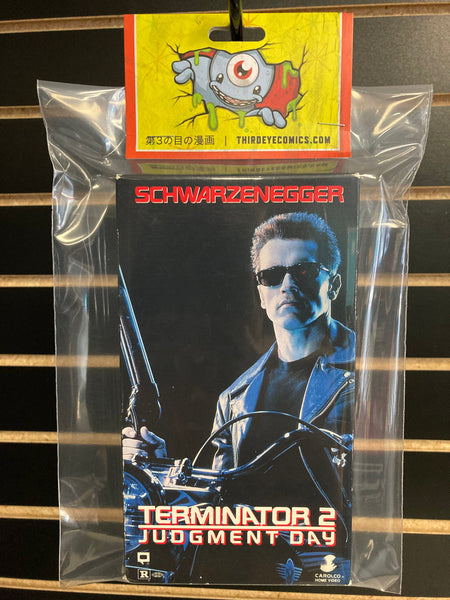 第3の目の漫画 | THIRDEYECOMICS.COM
SCHWARZENEGGER
TERMINATOR 2
JUDGMENT DAY
R
CAROLCO
HOME VIDEO